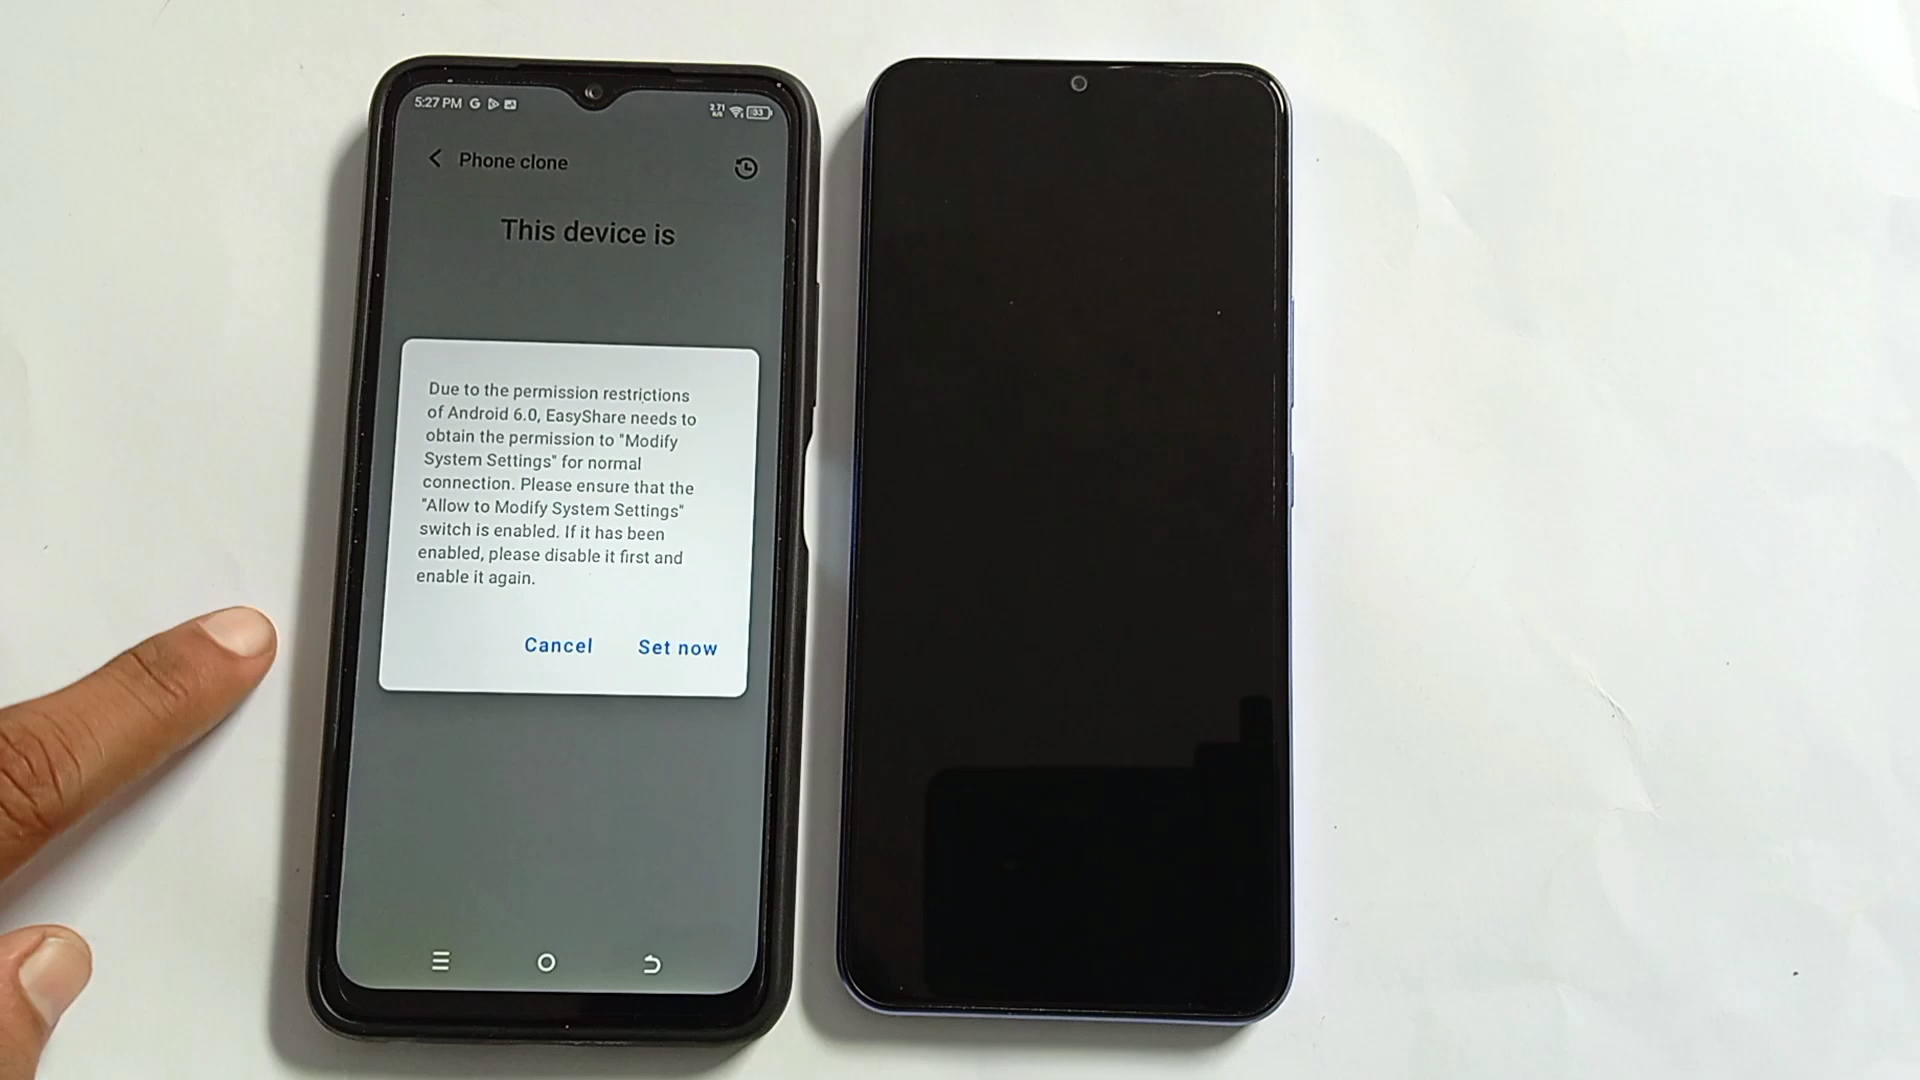 5:27 PM G
2.71
33
Phone clone
This device is
Due to the permission restrictions
of Android 6.0, EasyShare needs to
obtain the permission to "Modify
System Settings" for normal
connection. Please ensure that the
"Allow to Modify System Settings"
switch is enabled. If it has been
enabled, please disable it first and
enable it again.
Cancel Set now